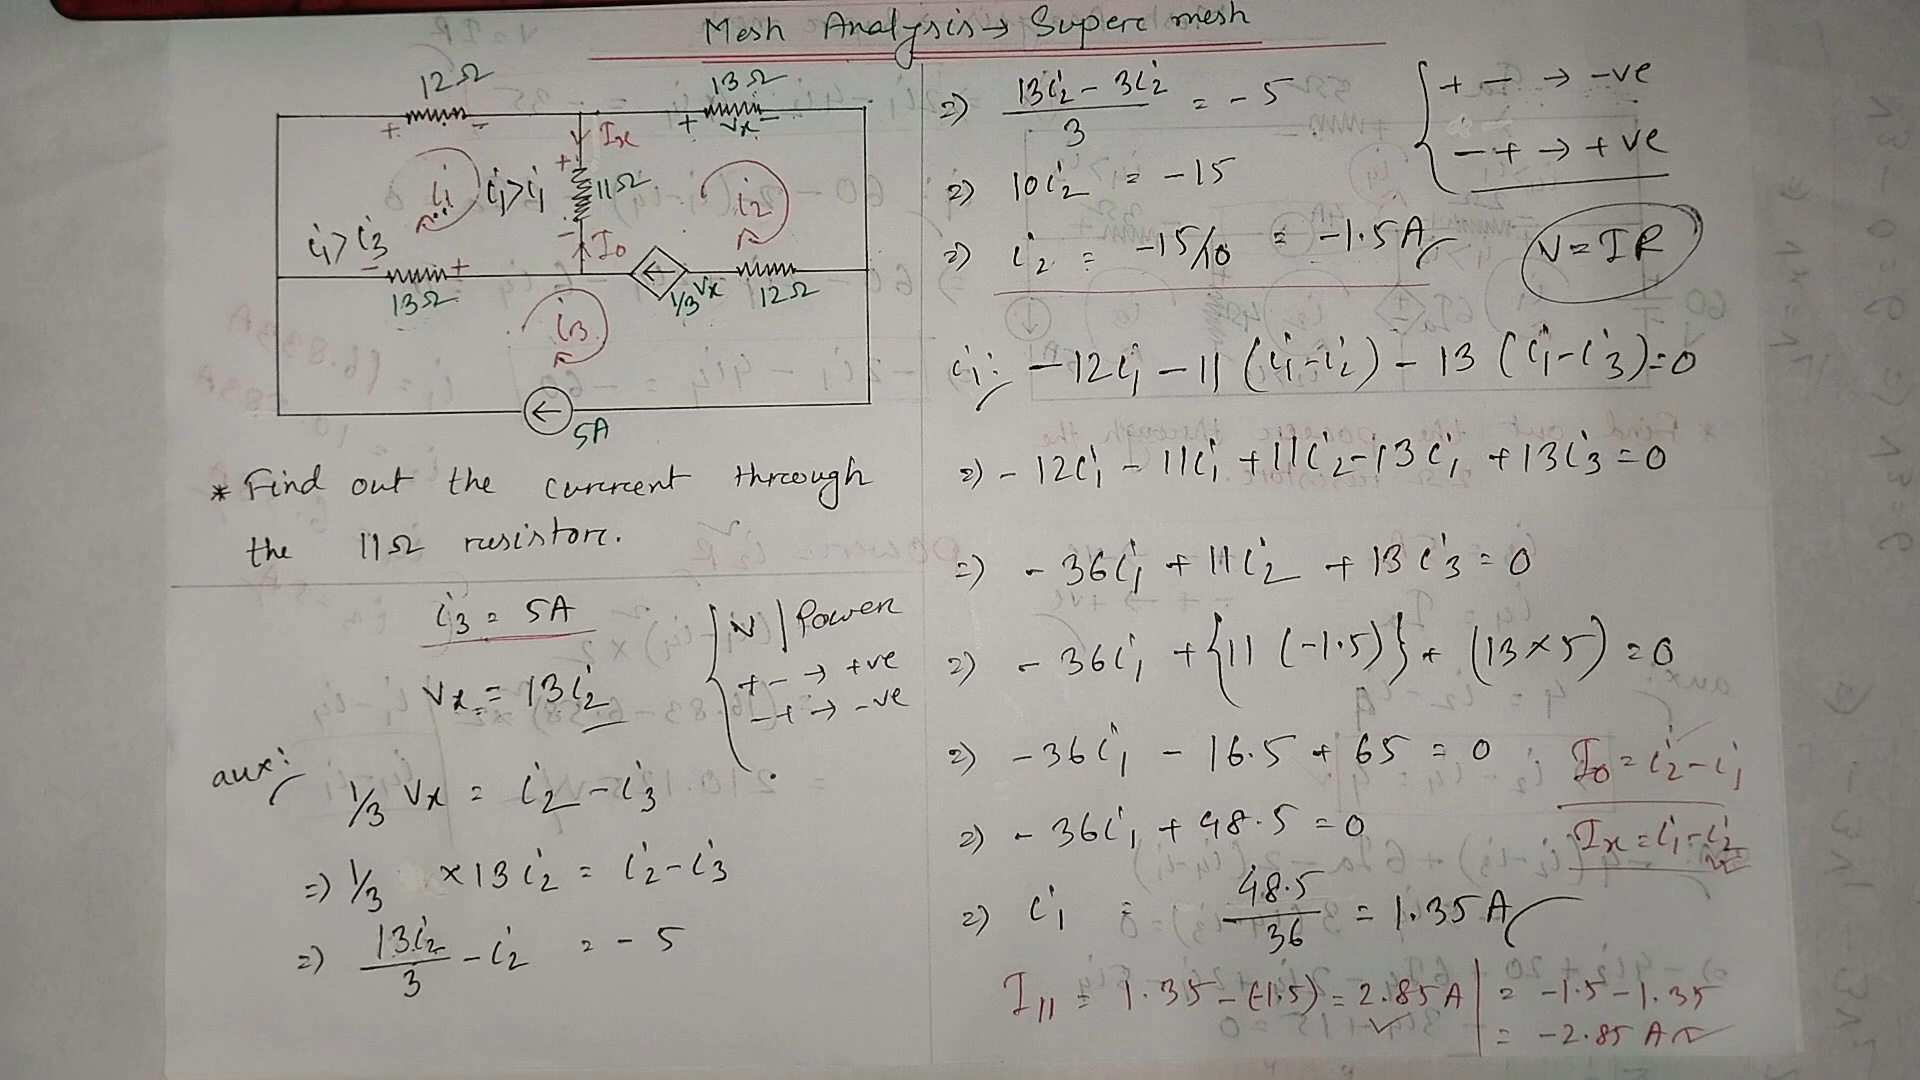 Mesh Analysis → Supere mesh
12Ω
13Ω
+ -
+ Vx -
Ix
i1
i1>i1
+
11Ω
-
i2
i1>i3
I0
- +
13Ω
1/3 Vx
12Ω
i3
5A
* Find out the curcrent threough
the 11Ω resistore.
i3 = 5A
Vx = 13i2
V | Power
+ - → +ve
- + → -ve
aux:
1/3 Vx = i2 - i3
=> 1/3 × 13i2 = i2 - i3
=> 13i2/3 - i2 = -5
=> 13i2 - 3i2 / 3 = -5
+ - → -ve
- + → +ve
=> 10i2 = -15
=> i2 = -15/10 = -1.5A
V = IR
i1: -12i1 - 11(i1-i2) - 13(i1-i3) = 0
=> -12i1 - 11i1 + 11i2 - 13i1 + 13i3 = 0
=> -36i1 + 11i2 + 13i3 = 0
=> -36i1 + {11(-1.5)} + (13×5) = 0
=> -36i1 - 16.5 + 65 = 0
I0 = i2 - i1
=> -36i1 + 48.5 = 0
Ix = i1 - i2
=> i1 = 48.5/36 = 1.35A
I11 = 1.35 - (-1.5) = 2.85A
= -1.5 - 1.35
= -2.85 A